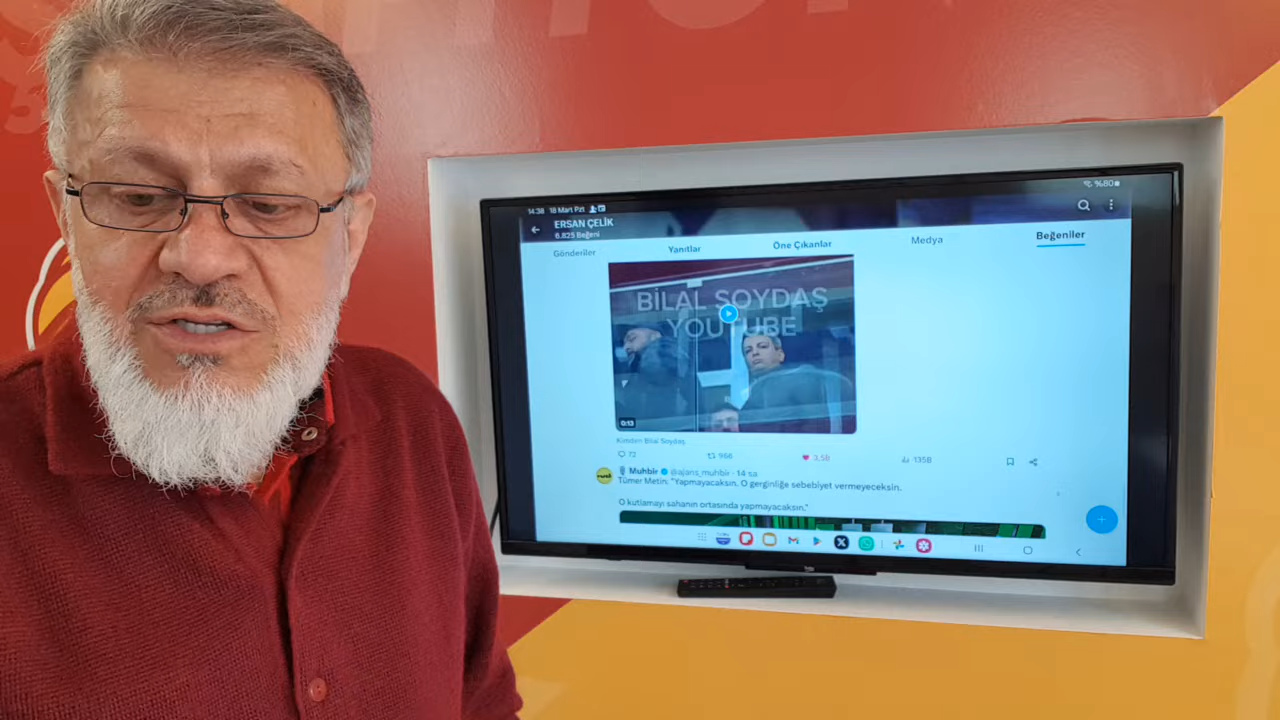 14.38 18 Mart Pzt
%80
ERSAN ÇELİK
6.825 Beğeni
Gönderiler Yanıtlar Öne Çıkanlar Medya Beğeniler
BİLAL SOYDAŞ
YOUTUBE
0:13
Kimden Bilal Soydaş
72 986 3,5B 135B
Muhbir @ajans_muhbir · 14 sa
Tümer Metin: "Yapmayacaksın. O gerginliğe sebebiyet vermeyeceksin.
O kutlamayı sahanın ortasında yapmayacaksın."